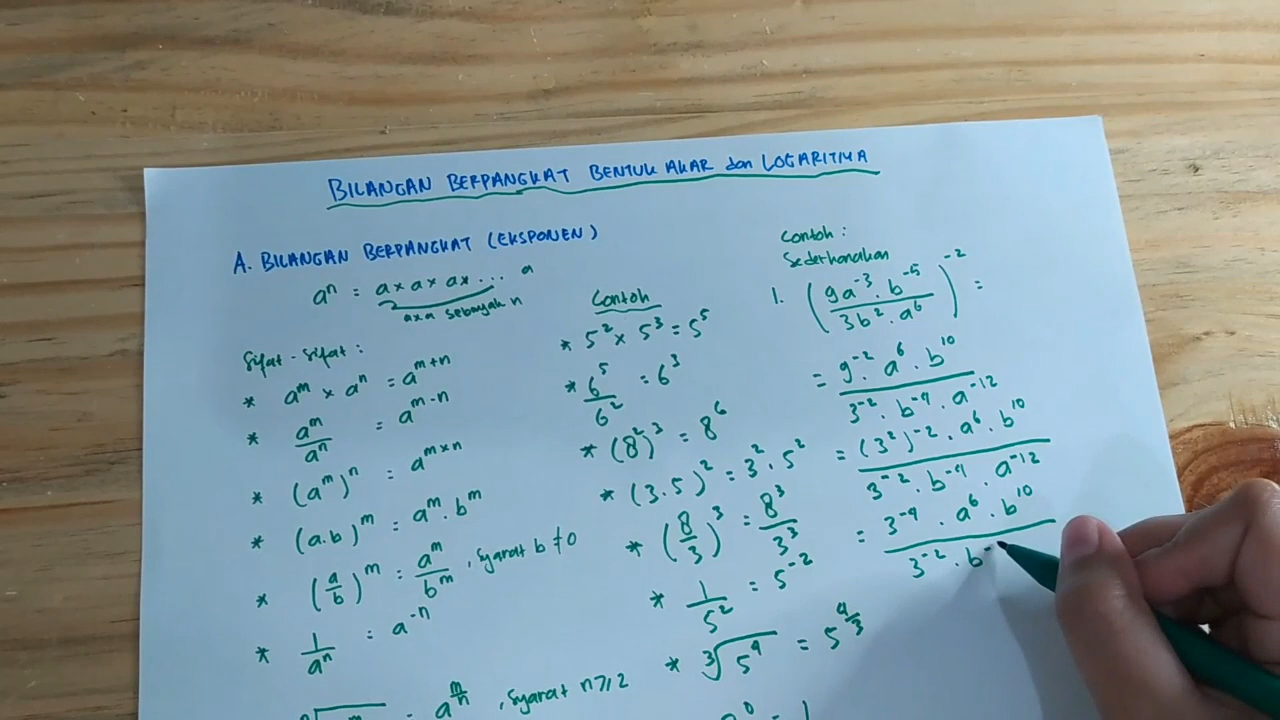 BILANGAN BERPANGKAT BENTUK AKAR dan LOGARITMA
A. BILANGAN BERPANGKAT (EKSPONEN)
aⁿ = a x a x a x ... a
axa sebanyak n
Sifat - Sifat :
* aᵐ x aⁿ = aᵐ⁺ⁿ
* aᵐ/aⁿ = aᵐ⁻ⁿ
* (aᵐ)ⁿ = aᵐˣⁿ
* (a.b)ᵐ = aᵐ . bᵐ
* (a/b)ᵐ = aᵐ/bᵐ , syarat b ≠ 0
* 1/aⁿ = a⁻ⁿ
= a^(m/n) , syarat n ≥ 2
Contoh
* 5² x 5³ = 5⁵
* 6⁵/6² = 6³
* (8²)³ = 8⁶
* (3.5)² = 3² . 5²
* (8/3)³ = 8³/3³
* 1/5² = 5⁻²
* ³√5⁴ = 5^(4/3)
Contoh :
Sederhanakan
1. (9a⁻³ . b⁻⁵ / 3b² . a⁶)⁻² =
= 9⁻² . a⁶ . b¹⁰ / 3⁻² . b⁻⁴ . a⁻¹²
= (3²)⁻² . a⁶ . b¹⁰ / 3⁻² . b⁻⁴ . a⁻¹²
= 3⁻⁴ . a⁶ . b¹⁰ / 3⁻² . b⁻